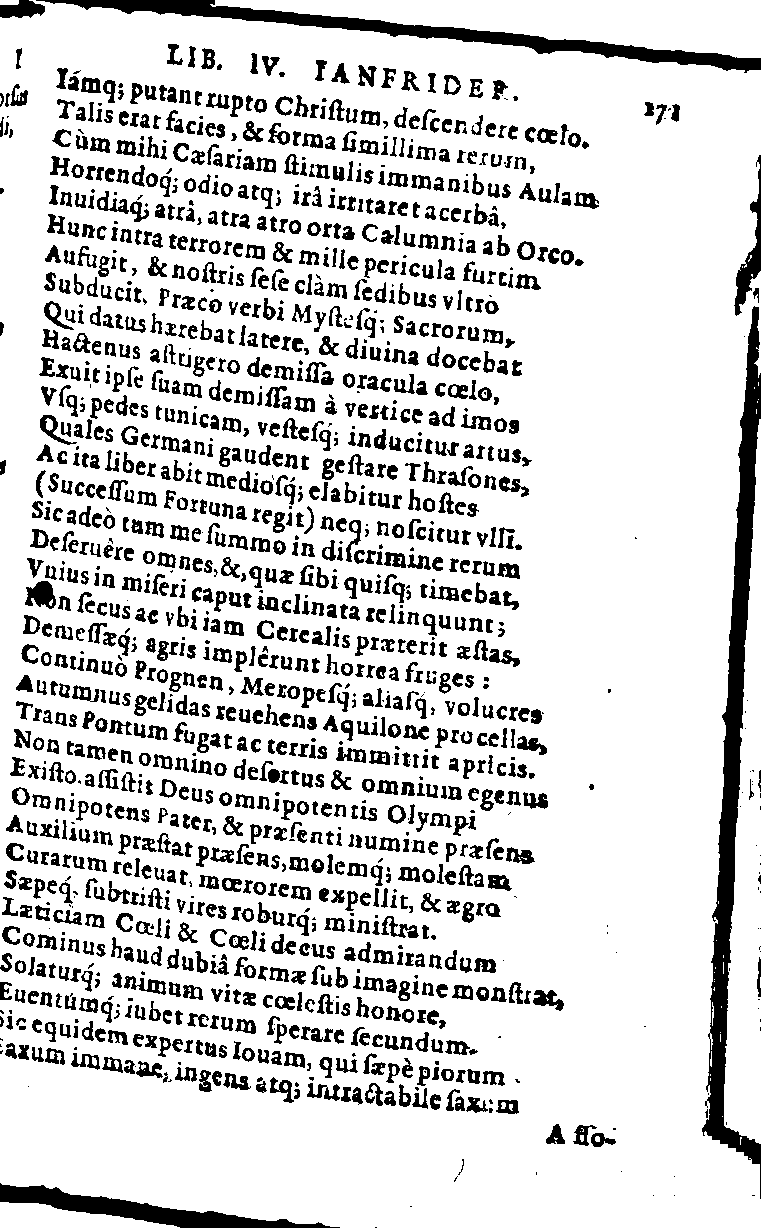 LIB. IV. IANFRIDEP. 271
Iámq; putant rupto Chriſtum, deſcendere cœlo.
Talis erat facies, & forma ſimillima rerum,
Cùm mihi Cæſariam ſtimulis immanibus Aulam
Horrendoq́; odio atq; irâ irritaret acerbâ,
Inuidiaq́; atrâ, atra atro orta Calumnia ab Orco.
Hunc intra terrorem & mille pericula furtim
Aufugit, & noſtris ſeſe clàm ſedibus vltrò
Subducit, Præco verbi Myſteſq́; Sacrorum,
Qui datus hærebat latere, & diuina docebat
Hactenus aſtrigero demiſſa oracula cœlo,
Exuit ipſe ſuam demiſſam à vertice ad imos
Vſq; pedes tunicam, veſteſq́; inducitur artus,
Quales Germani gaudent geſtare Thraſones,
Ac ita liber abit medioſq́; elabitur hoſtes
(Succeſſum Fortuna regit) neq; noſcitur vlli.
Sic adeò tum me ſummo in diſcrimine rerum
Deſeruêre omnes, &, quæ ſibi quiſq; timebat,
Vnius in miſeri caput inclinata relinquunt;
Non ſecus ac vbi iam Cerealis præterit æſtas,
Demeſſæq́; agris implêrunt horrea fruges:
Continuò Prognen, Meropeſq́; aliaſq́; volucres
Autumnus gelidas reuehens Aquilone procellas,
Trans Pontum fugat ac terris immittit apricis.
Non tamen omnino deſertus & omnium egenus
Exiſto. aſſiſtit Deus omnipotentis Olympi
Omnipotens Pater, & præſenti numine præſens
Auxilium præſtat præſens, molemq́; moleſtam
Curarum releuat, mœrorem expellit, & ægro
Sæpeq́; ſubtriſti vires roburq́; miniſtrat.
Læticiam Cœli & Cœli decus admirandum
Cominus haud dubiâ formæ ſub imagine monſtrat,
Solaturq́; animum vitæ cœleſtis honore,
Euentumq́; iubet rerum ſperare ſecundum.
Sic equidem expertus Iouam, qui ſæpè piorum
Saxum immane, ingens atq; intractabile ſaxum
Aſſo-